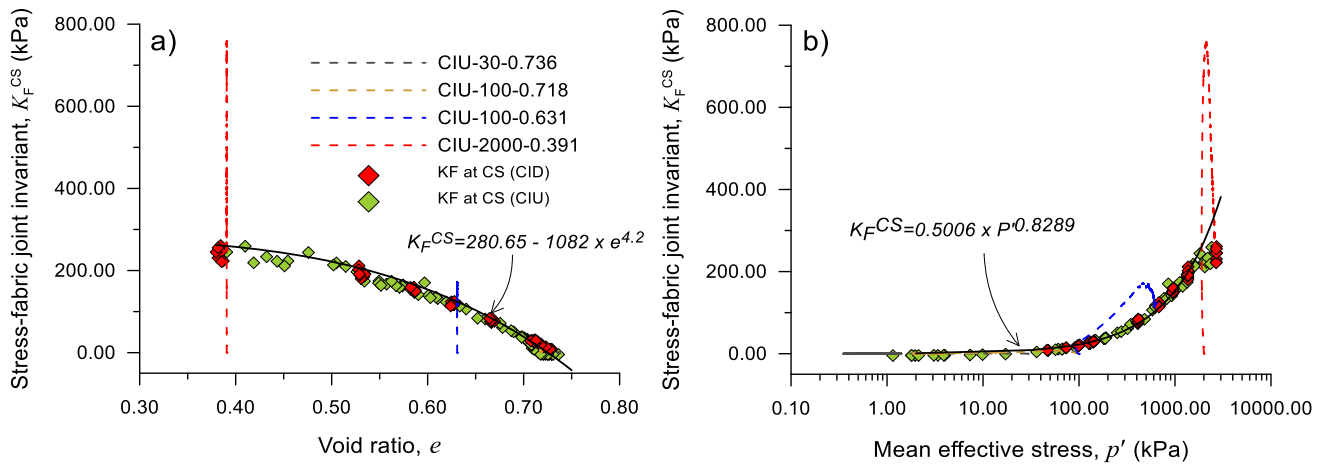 a)
Stress-fabric joint invariant, K_F^CS (kPa)
800.00
600.00
400.00
200.00
0.00
CIU-30-0.736
CIU-100-0.718
CIU-100-0.631
CIU-2000-0.391
KF at CS (CID)
KF at CS (CIU)
K_F^CS=280.65 - 1082 x e^4.2
0.30 0.40 0.50 0.60 0.70 0.80
Void ratio, e
b)
Stress-fabric joint invariant, K_F^CS (kPa)
800.00
600.00
400.00
200.00
0.00
K_F^CS=0.5006 x P'^0.8289
0.10 1.00 10.00 100.00 1000.00 10000.00
Mean effective stress, p′ (kPa)